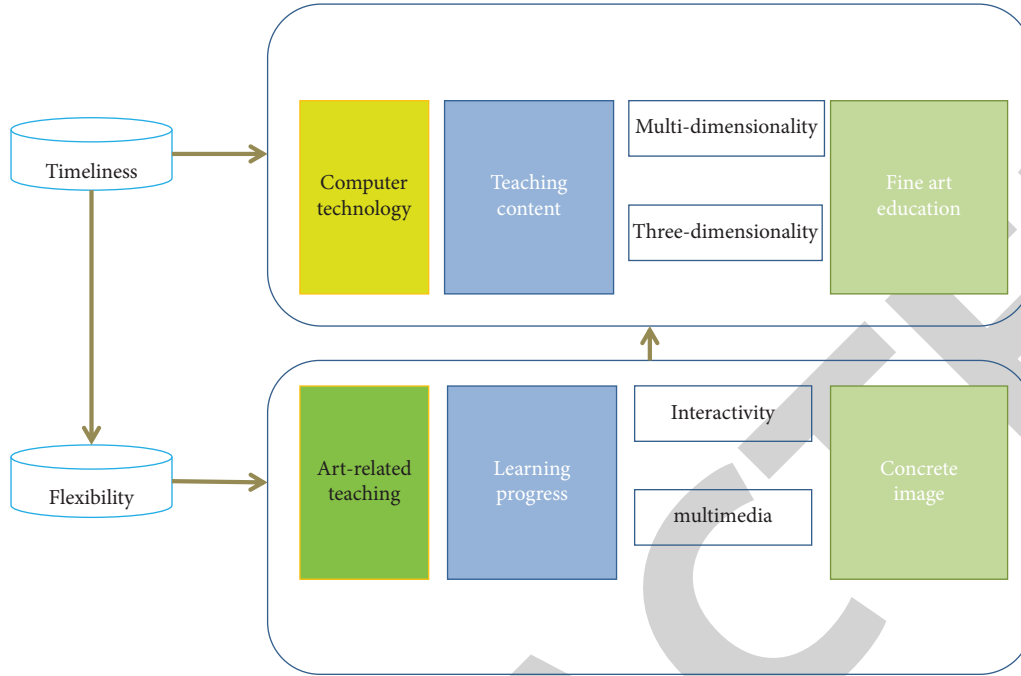 Timeliness
Computer
technology
Teaching
content
Multi-dimensionality
Three-dimensionality
Fine art
education
Flexibility
Art-related
teaching
Learning
progress
Interactivity
multimedia
Concrete
image